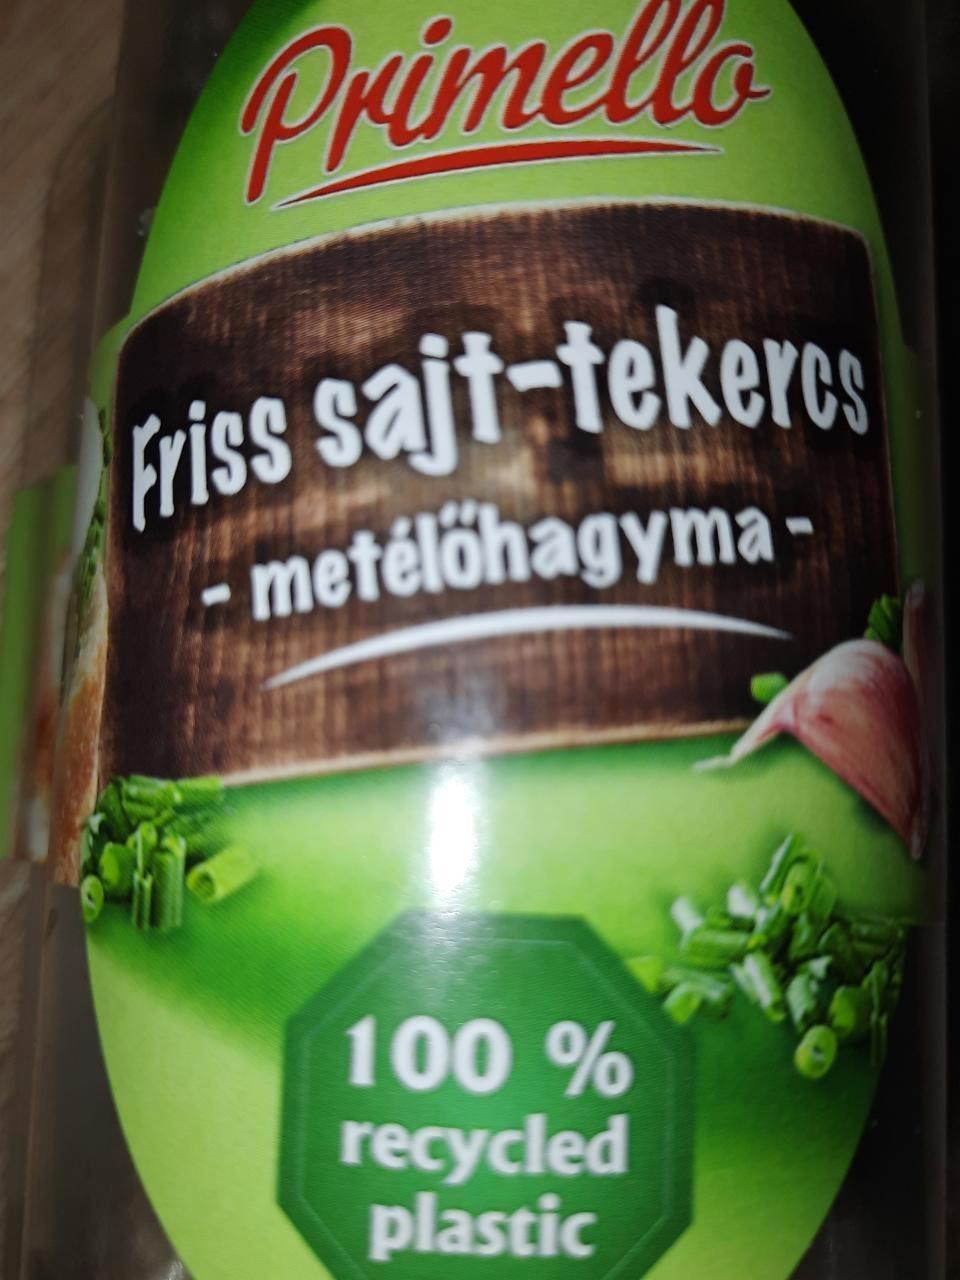 Primello
Friss sajt-tekercs
- metélőhagyma -
100 %
recycled
plastic